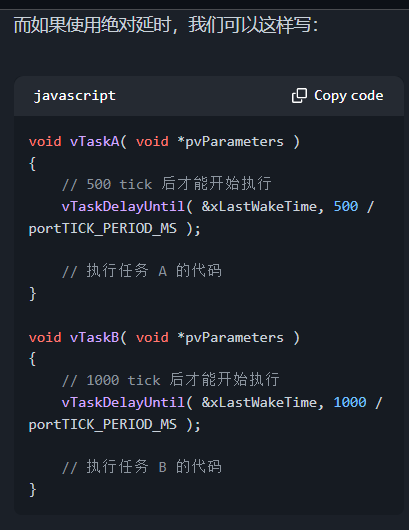 而如果使用绝对延时，我们可以这样写：
javascript
Copy code
void vTaskA( void *pvParameters )
{
    // 500 tick 后才能开始执行
    vTaskDelayUntil( &xLastWakeTime, 500 /
portTICK_PERIOD_MS );
    // 执行任务 A 的代码
}
void vTaskB( void *pvParameters )
{
    // 1000 tick 后才能开始执行
    vTaskDelayUntil( &xLastWakeTime, 1000 /
portTICK_PERIOD_MS );
    // 执行任务 B 的代码
}